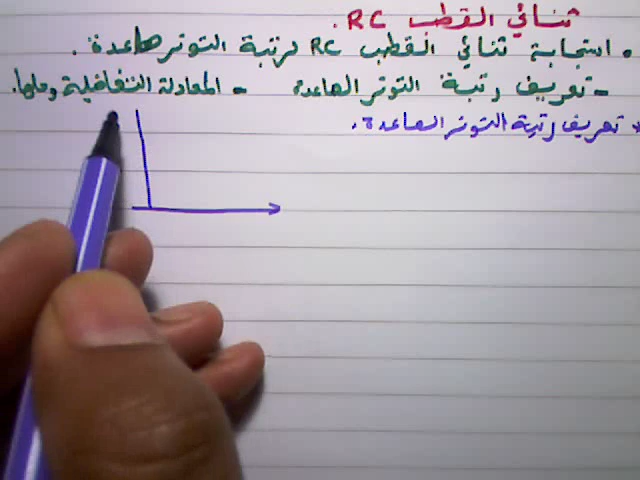 ثنائي القطب RC.
• استجابة ثنائي القطب RC لرتبة التوتر صاعدة.
- تعريف رتبة التوتر الصاعدة - المعادلة التفاضلية وحلها.
* تعريف رتبة التوتر الصاعدة.